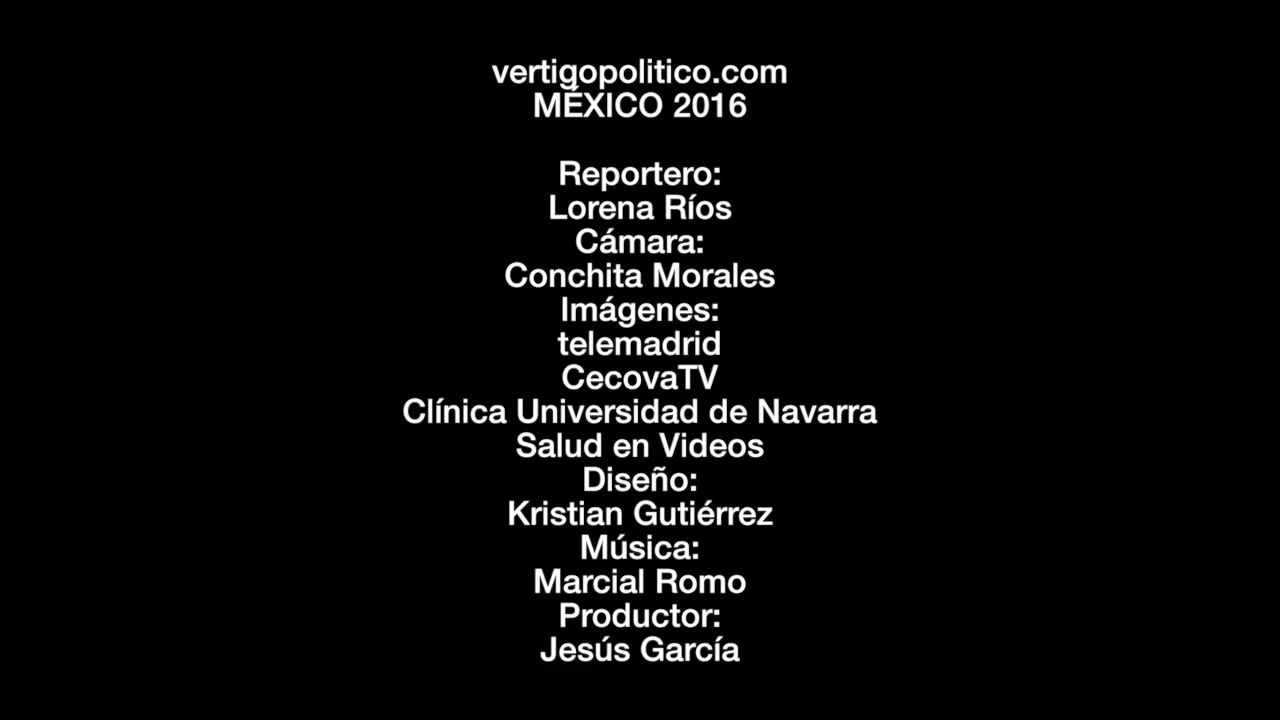 vertigopolitico.com
MÉXICO 2016
Reportero:
Lorena Ríos
Cámara:
Conchita Morales
Imágenes:
telemadrid
CecovaTV
Clínica Universidad de Navarra
Salud en Videos
Diseño:
Kristian Gutiérrez
Música:
Marcial Romo
Productor:
Jesús García